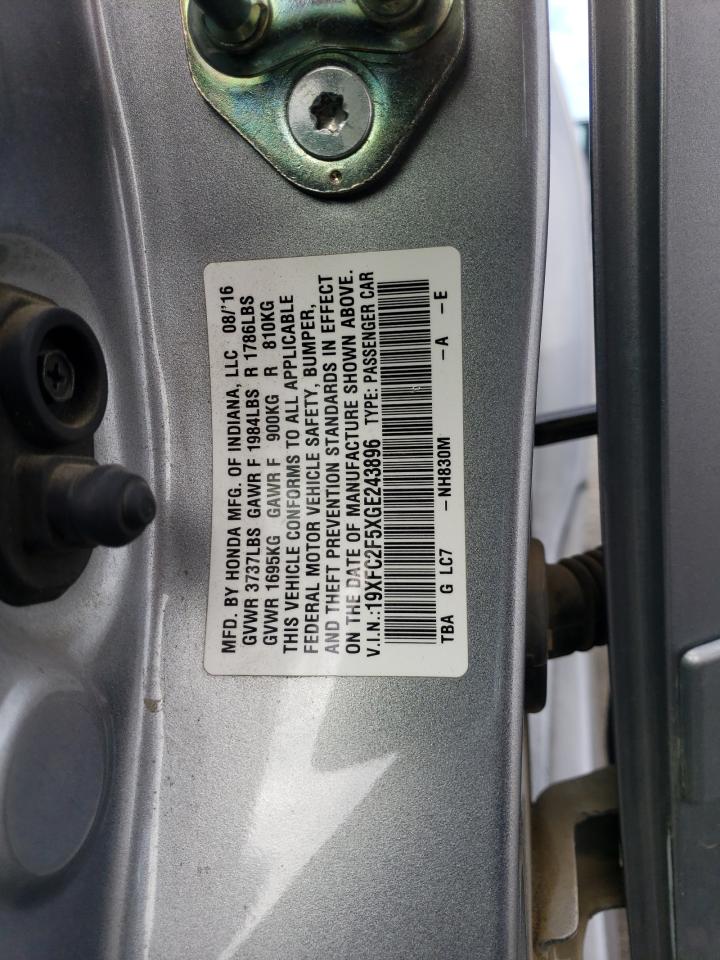 MFD. BY HONDA MFG. OF INDIANA, LLC 08/'16
GVWR 3737LBS GAWR F 1984LBS R 1786LBS
GVWR 1695KG GAWR F 900KG R 810KG
THIS VEHICLE CONFORMS TO ALL APPLICABLE
FEDERAL MOTOR VEHICLE SAFETY, BUMPER,
AND THEFT PREVENTION STANDARDS IN EFFECT
ON THE DATE OF MANUFACTURE SHOWN ABOVE.
V.I.N.:19XFC2F5XGE243896 TYPE: PASSENGER CAR
TBA G LC7 -NH830M -A -E